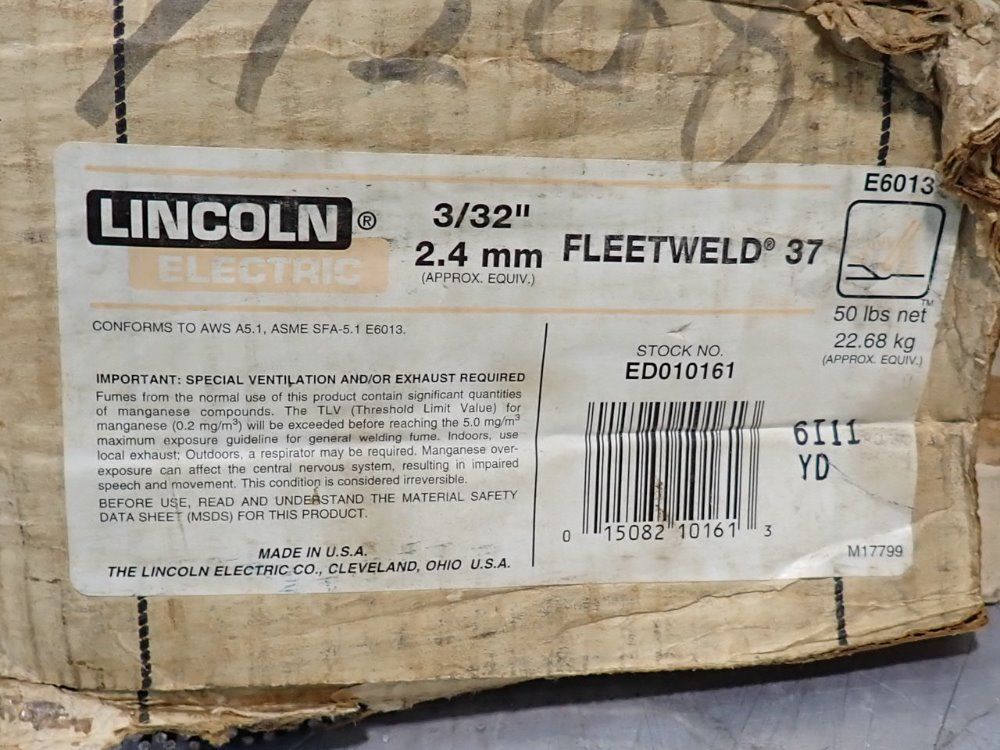 LINCOLN®
ELECTRIC
3/32"
2.4 mm
(APPROX. EQUIV.)
FLEETWELD® 37
E6013
TM
50 lbs net
22.68 kg
(APPROX. EQUIV.)
CONFORMS TO AWS A5.1, ASME SFA-5.1 E6013.
IMPORTANT: SPECIAL VENTILATION AND/OR EXHAUST REQUIRED
Fumes from the normal use of this product contain significant quantities
of manganese compounds. The TLV (Threshold Limit Value) for
manganese (0.2 mg/m³) will be exceeded before reaching the 5.0 mg/m³
maximum exposure guideline for general welding fume. Indoors, use
local exhaust; Outdoors, a respirator may be required. Manganese over-
exposure can affect the central nervous system, resulting in impaired
speech and movement. This condition is considered irreversible.
BEFORE USE, READ AND UNDERSTAND THE MATERIAL SAFETY
DATA SHEET (MSDS) FOR THIS PRODUCT.
MADE IN U.S.A.
THE LINCOLN ELECTRIC CO., CLEVELAND, OHIO U.S.A.
STOCK NO.
ED010161
0 15082 10161 3
6I11
YD
M17799